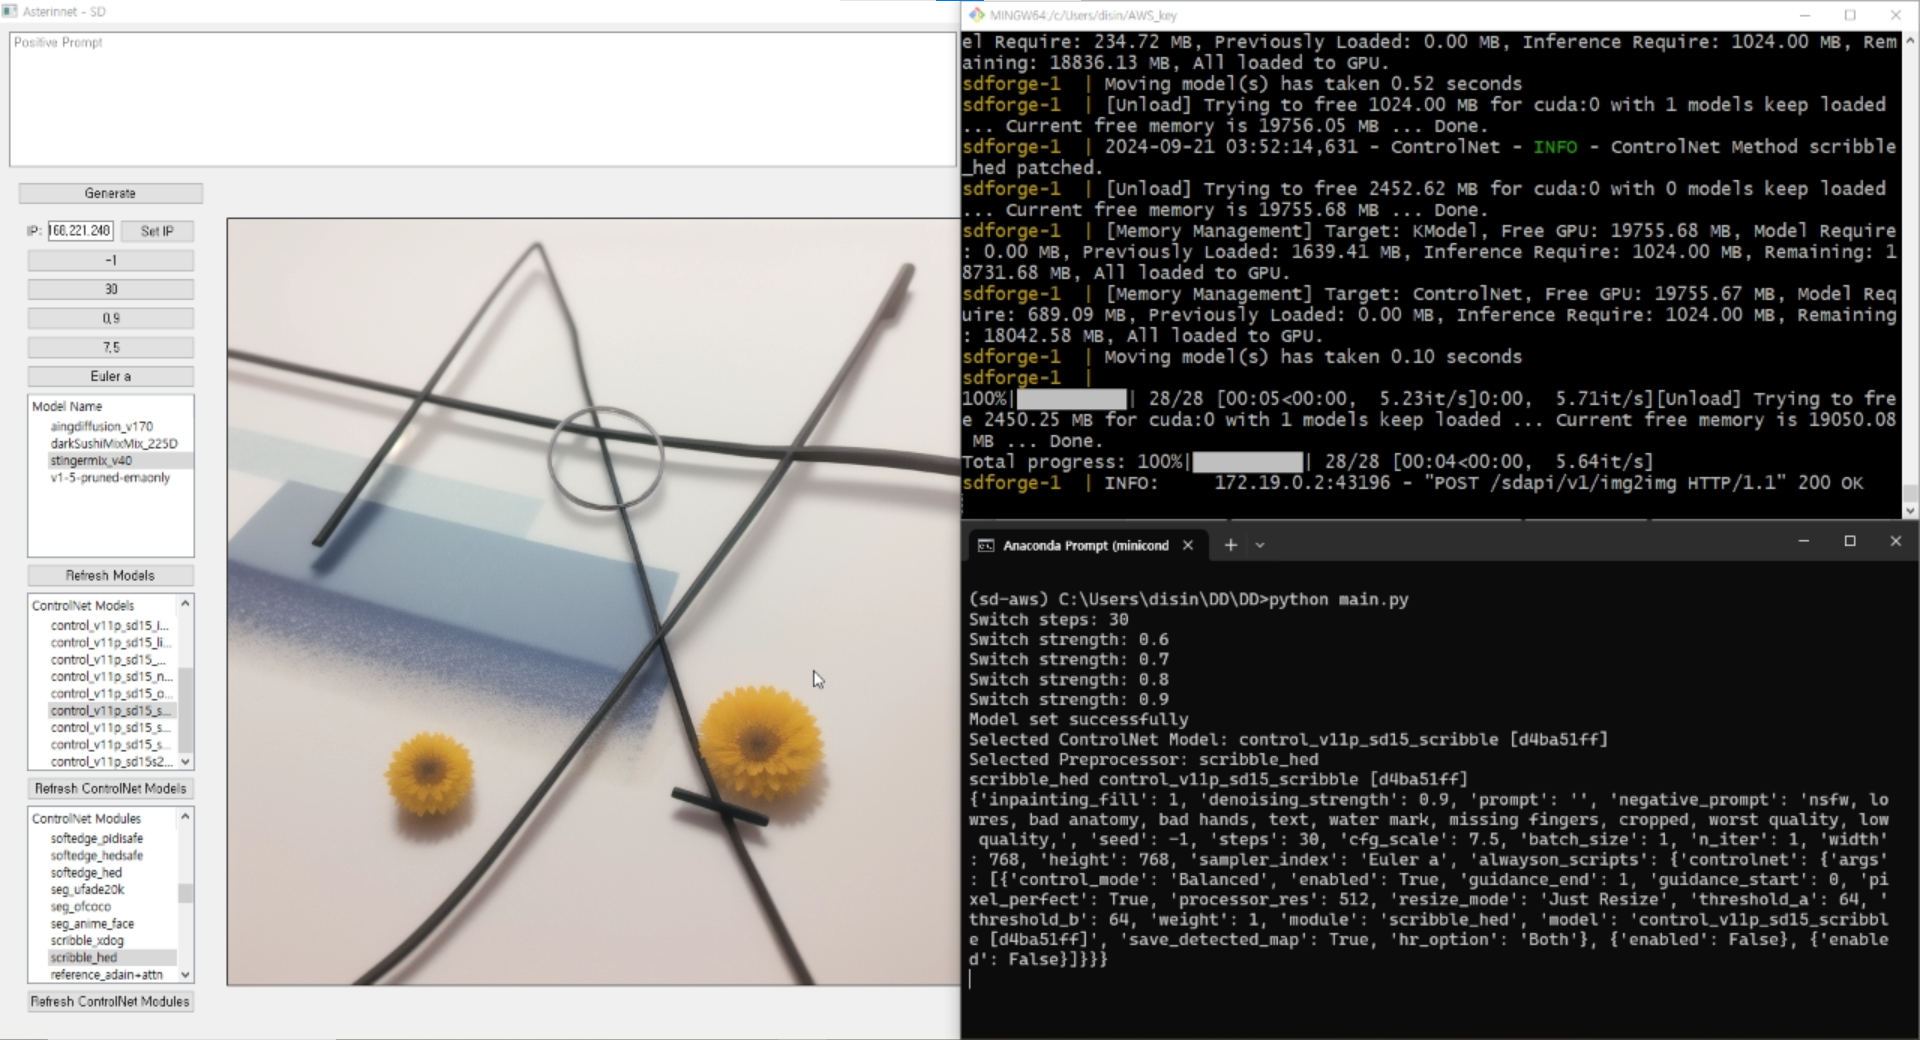 Asterinnet - SD
Positive Prompt
Generate
IP: 168,221,248 Set IP
-1
30
0,9
7,5
Euler a
Model Name
aingdiffusion_v170
darkSushiMixMix_225D
stingermix_v40
v1-5-pruned-emaonly
Refresh Models
ControlNet Models
control_v11p_sd15_i...
control_v11p_sd15_li...
control_v11p_sd15_...
control_v11p_sd15_n...
control_v11p_sd15_o...
control_v11p_sd15_s...
control_v11p_sd15_s...
control_v11p_sd15_s...
control_v11p_sd15s2...
Refresh ControlNet Models
ControlNet Modules
softedge_pidisafe
softedge_hedsafe
softedge_hed
seg_ufade20k
seg_ofcoco
seg_anime_face
scribble_xdog
scribble_hed
reference_adain+attn
Refresh ControlNet Modules
MINGW64:/c/Users/disin/AWS_key
el Require: 234.72 MB, Previously Loaded: 0.00 MB, Inference Require: 1024.00 MB, Rem
aining: 18836.13 MB, All loaded to GPU.
sdforge-1  | Moving model(s) has taken 0.52 seconds
sdforge-1  | [Unload] Trying to free 1024.00 MB for cuda:0 with 1 models keep loaded
... Current free memory is 19756.05 MB ... Done.
sdforge-1  | 2024-09-21 03:52:14,631 - ControlNet - INFO - ControlNet Method scribble
_hed patched.
sdforge-1  | [Unload] Trying to free 2452.62 MB for cuda:0 with 0 models keep loaded
... Current free memory is 19755.68 MB ... Done.
sdforge-1  | [Memory Management] Target: KModel, Free GPU: 19755.68 MB, Model Require
: 0.00 MB, Previously Loaded: 1639.41 MB, Inference Require: 1024.00 MB, Remaining: 1
8731.68 MB, All loaded to GPU.
sdforge-1  | [Memory Management] Target: ControlNet, Free GPU: 19755.67 MB, Model Req
uire: 689.09 MB, Previously Loaded: 0.00 MB, Inference Require: 1024.00 MB, Remaining
: 18042.58 MB, All loaded to GPU.
sdforge-1  | Moving model(s) has taken 0.10 seconds
sdforge-1  |
100%| | 28/28 [00:05<00:00,  5.23it/s]0:00,  5.71it/s][Unload] Trying to fre
e 2450.25 MB for cuda:0 with 1 models keep loaded ... Current free memory is 19050.08
MB ... Done.
Total progress: 100%| | 28/28 [00:04<00:00,  5.64it/s]
sdforge-1  | INFO:     172.19.0.2:43196 - "POST /sdapi/v1/img2img HTTP/1.1" 200 OK
Anaconda Prompt (minicond
(sd-aws) C:\Users\disin\DD\DD>python main.py
Switch steps: 30
Switch strength: 0.6
Switch strength: 0.7
Switch strength: 0.8
Switch strength: 0.9
Model set successfully
Selected ControlNet Model: control_v11p_sd15_scribble [d4ba51ff]
Selected Preprocessor: scribble_hed
scribble_hed control_v11p_sd15_scribble [d4ba51ff]
{'inpainting_fill': 1, 'denoising_strength': 0.9, 'prompt': '', 'negative_prompt': 'nsfw, lo
wres, bad anatomy, bad hands, text, water mark, missing fingers, cropped, worst quality, low
quality,', 'seed': -1, 'steps': 30, 'cfg_scale': 7.5, 'batch_size': 1, 'n_iter': 1, 'width'
: 768, 'height': 768, 'sampler_index': 'Euler a', 'alwayson_scripts': {'controlnet': {'args'
: [{'control_mode': 'Balanced', 'enabled': True, 'guidance_end': 1, 'guidance_start': 0, 'pi
xel_perfect': True, 'processor_res': 512, 'resize_mode': 'Just Resize', 'threshold_a': 64, '
threshold_b': 64, 'weight': 1, 'module': 'scribble_hed', 'model': 'control_v11p_sd15_scribbl
e [d4ba51ff]', 'save_detected_map': True, 'hr_option': 'Both'}, {'enabled': False}, {'enable
d': False}]}}}